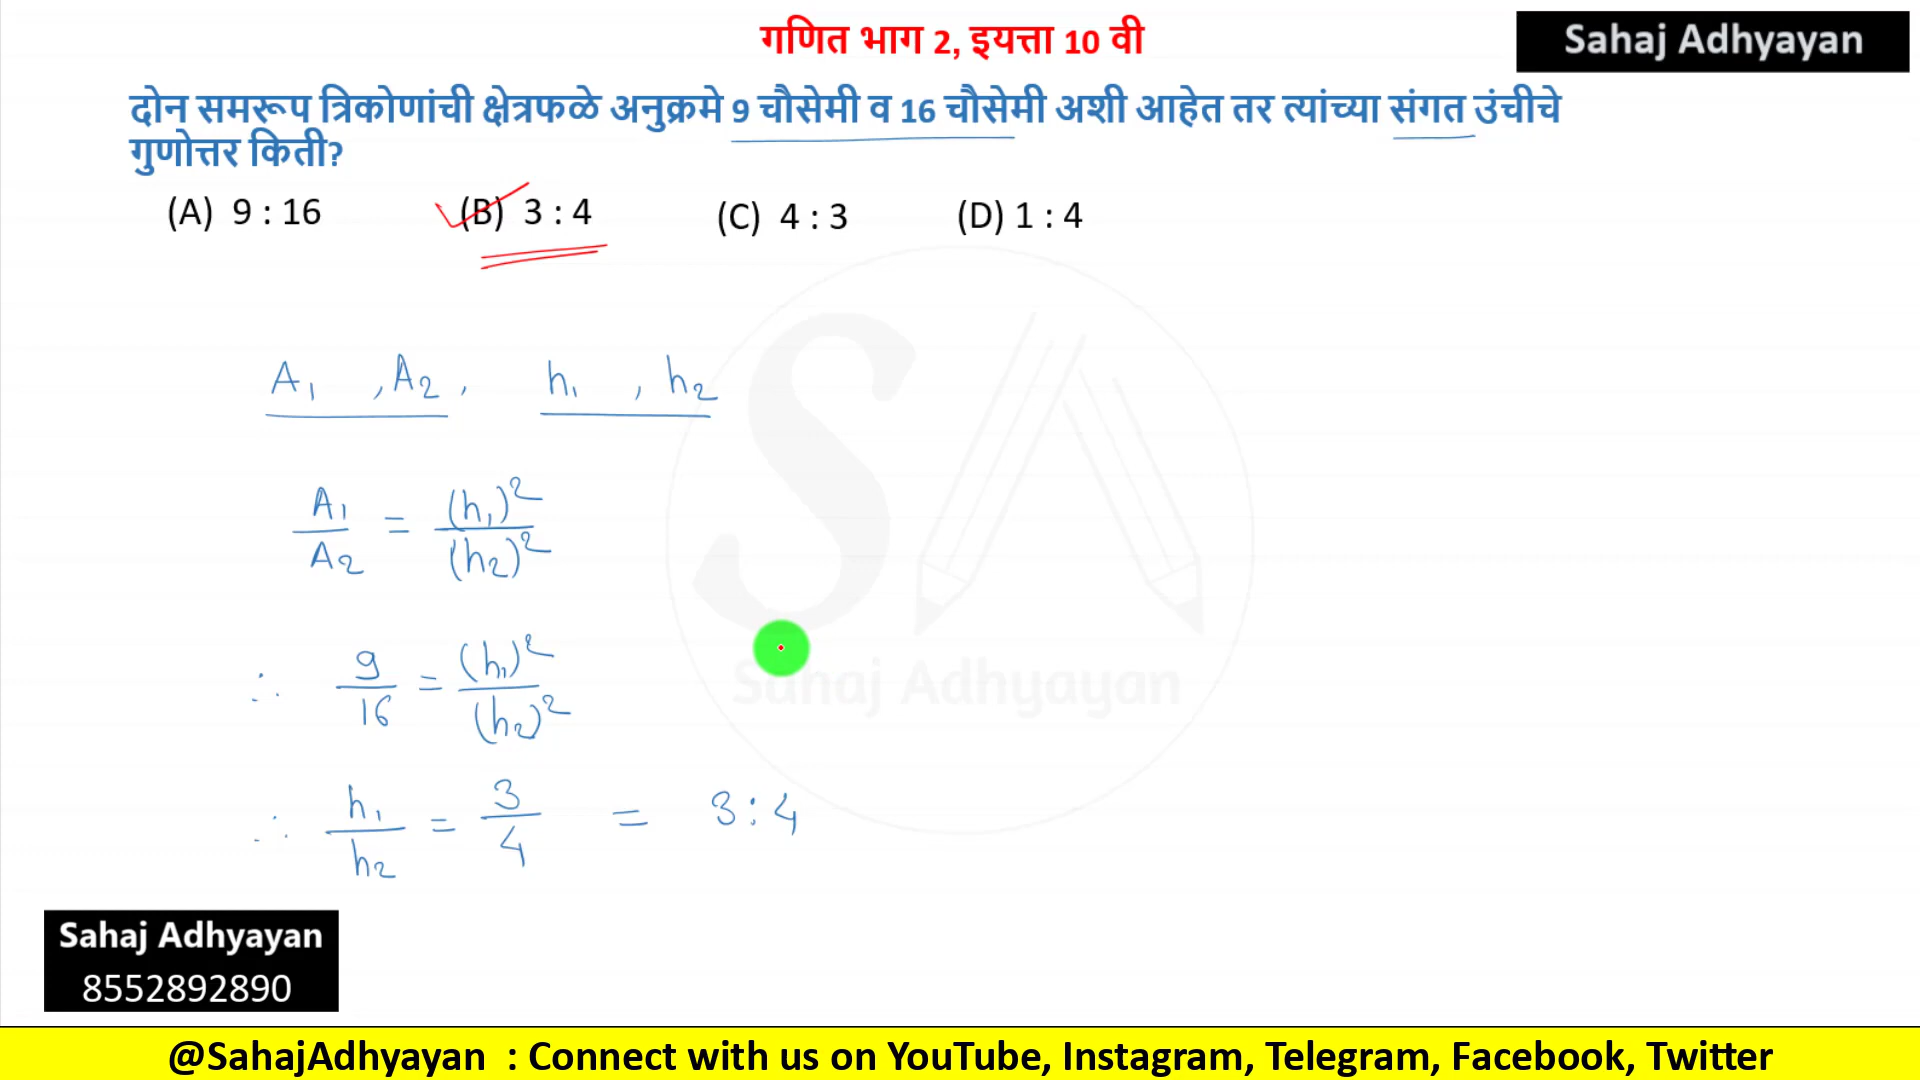 गणित भाग 2, इयत्ता 10 वी
Sahaj Adhyayan
दोन समरूप त्रिकोणांची क्षेत्रफळे अनुक्रमे 9 चौसेमी व 16 चौसेमी अशी आहेत तर त्यांच्या संगत उंचीचे
गुणोत्तर किती?
(A) 9 : 16 (B) 3 : 4 (C) 4 : 3 (D) 1 : 4
A₁ , A₂ , h₁ , h₂
A₁/A₂ = (h₁)²/(h₂)²
∴ 9/16 = (h₁)²/(h₂)²
∴ h₁/h₂ = 3/4 = 3:4
Sahaj Adhyayan
Sahaj Adhyayan
8552892890
@SahajAdhyayan : Connect with us on YouTube, Instagram, Telegram, Facebook, Twitter